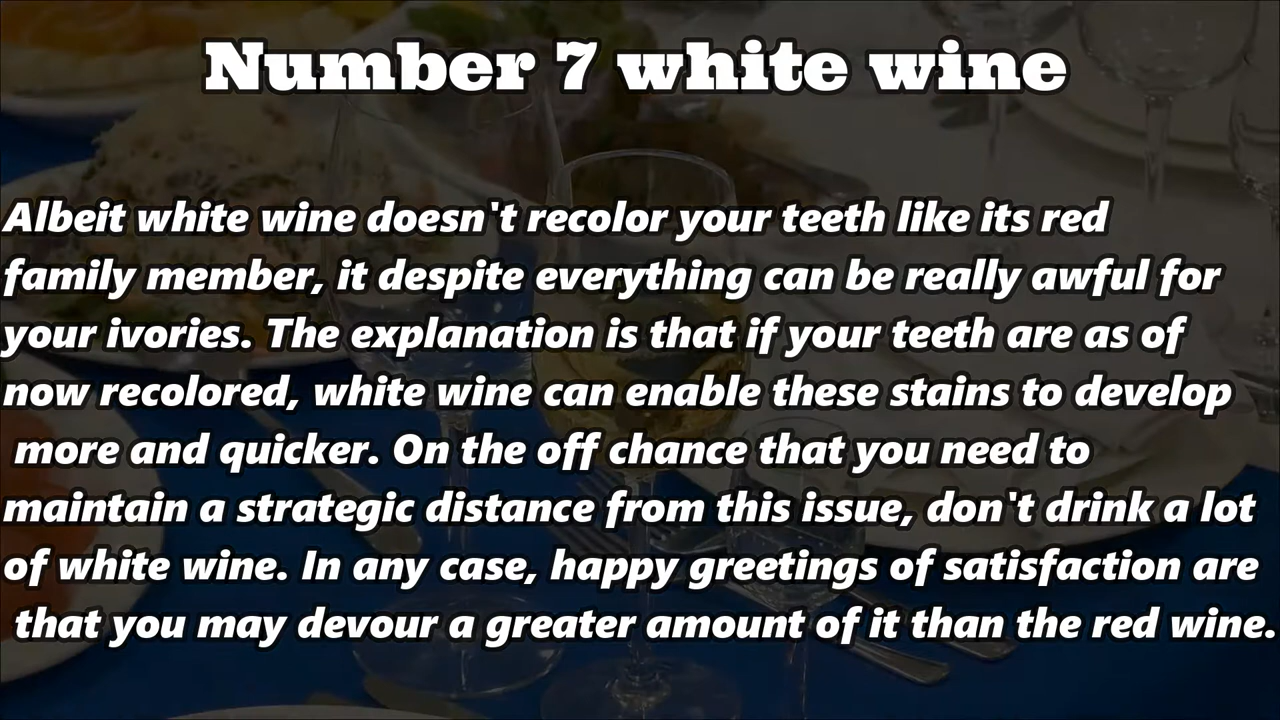 Number 7 white wine
Albeit white wine doesn't recolor your teeth like its red
family member, it despite everything can be really awful for
your ivories. The explanation is that if your teeth are as of
now recolored, white wine can enable these stains to develop
more and quicker. On the off chance that you need to
maintain a strategic distance from this issue, don't drink a lot
of white wine. In any case, happy greetings of satisfaction are
that you may devour a greater amount of it than the red wine.